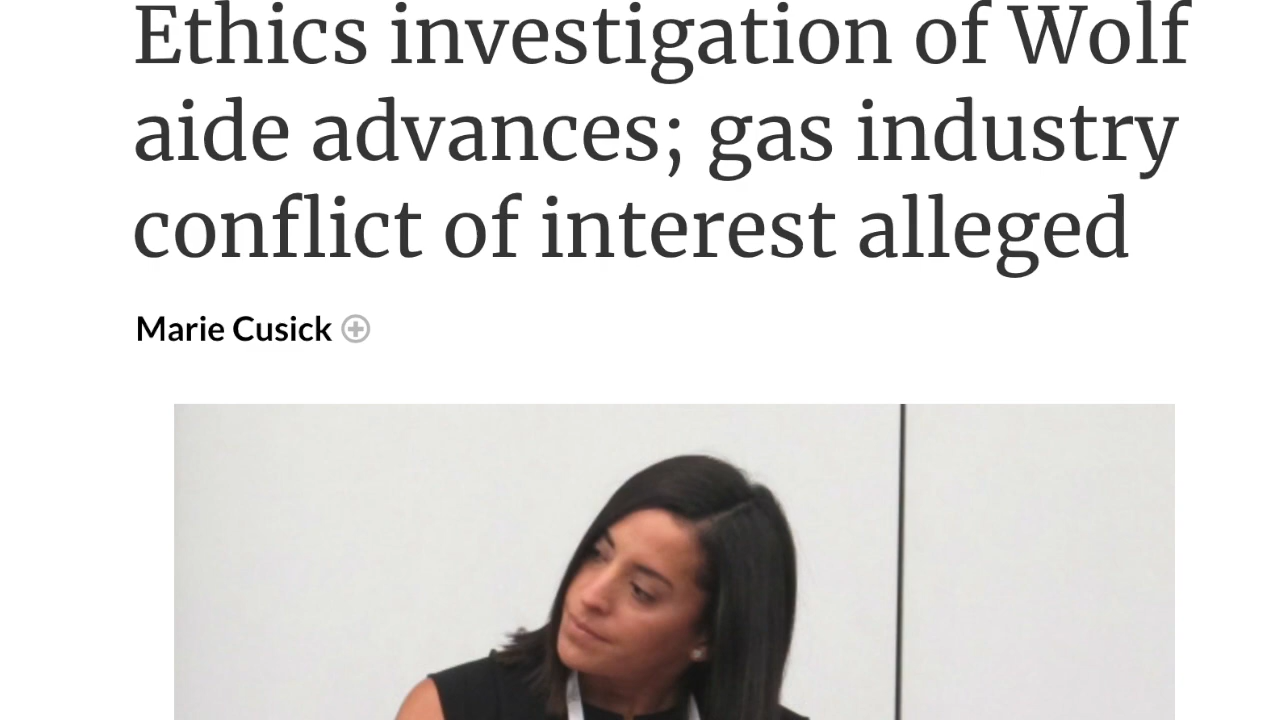 Ethics investigation of Wolf
aide advances; gas industry
conflict of interest alleged
Marie Cusick